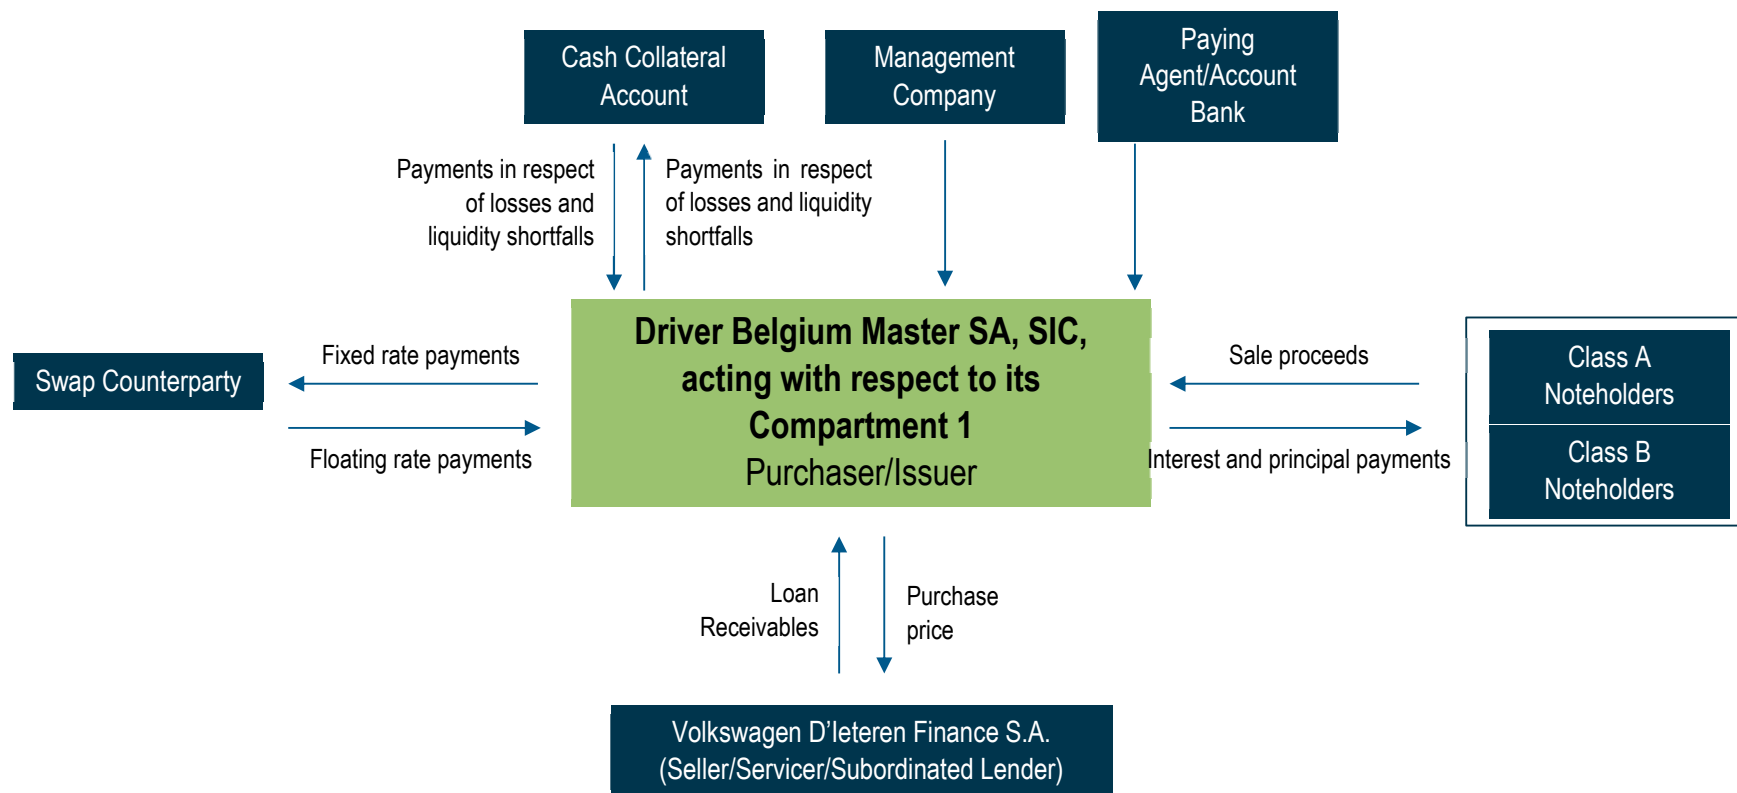 Cash Collateral
Account
Management
Company
Paying
Agent/Account
Bank
Payments in respect
of losses and
liquidity shortfalls
Payments in respect
of losses and liquidity
shortfalls
Driver Belgium Master SA, SIC,
acting with respect to its
Compartment 1
Purchaser/Issuer
Swap Counterparty
Fixed rate payments
Floating rate payments
Sale proceeds
Interest and principal payments
Class A
Noteholders
Class B
Noteholders
Loan
Receivables
Purchase
price
Volkswagen D’Ieteren Finance S.A.
(Seller/Servicer/Subordinated Lender)